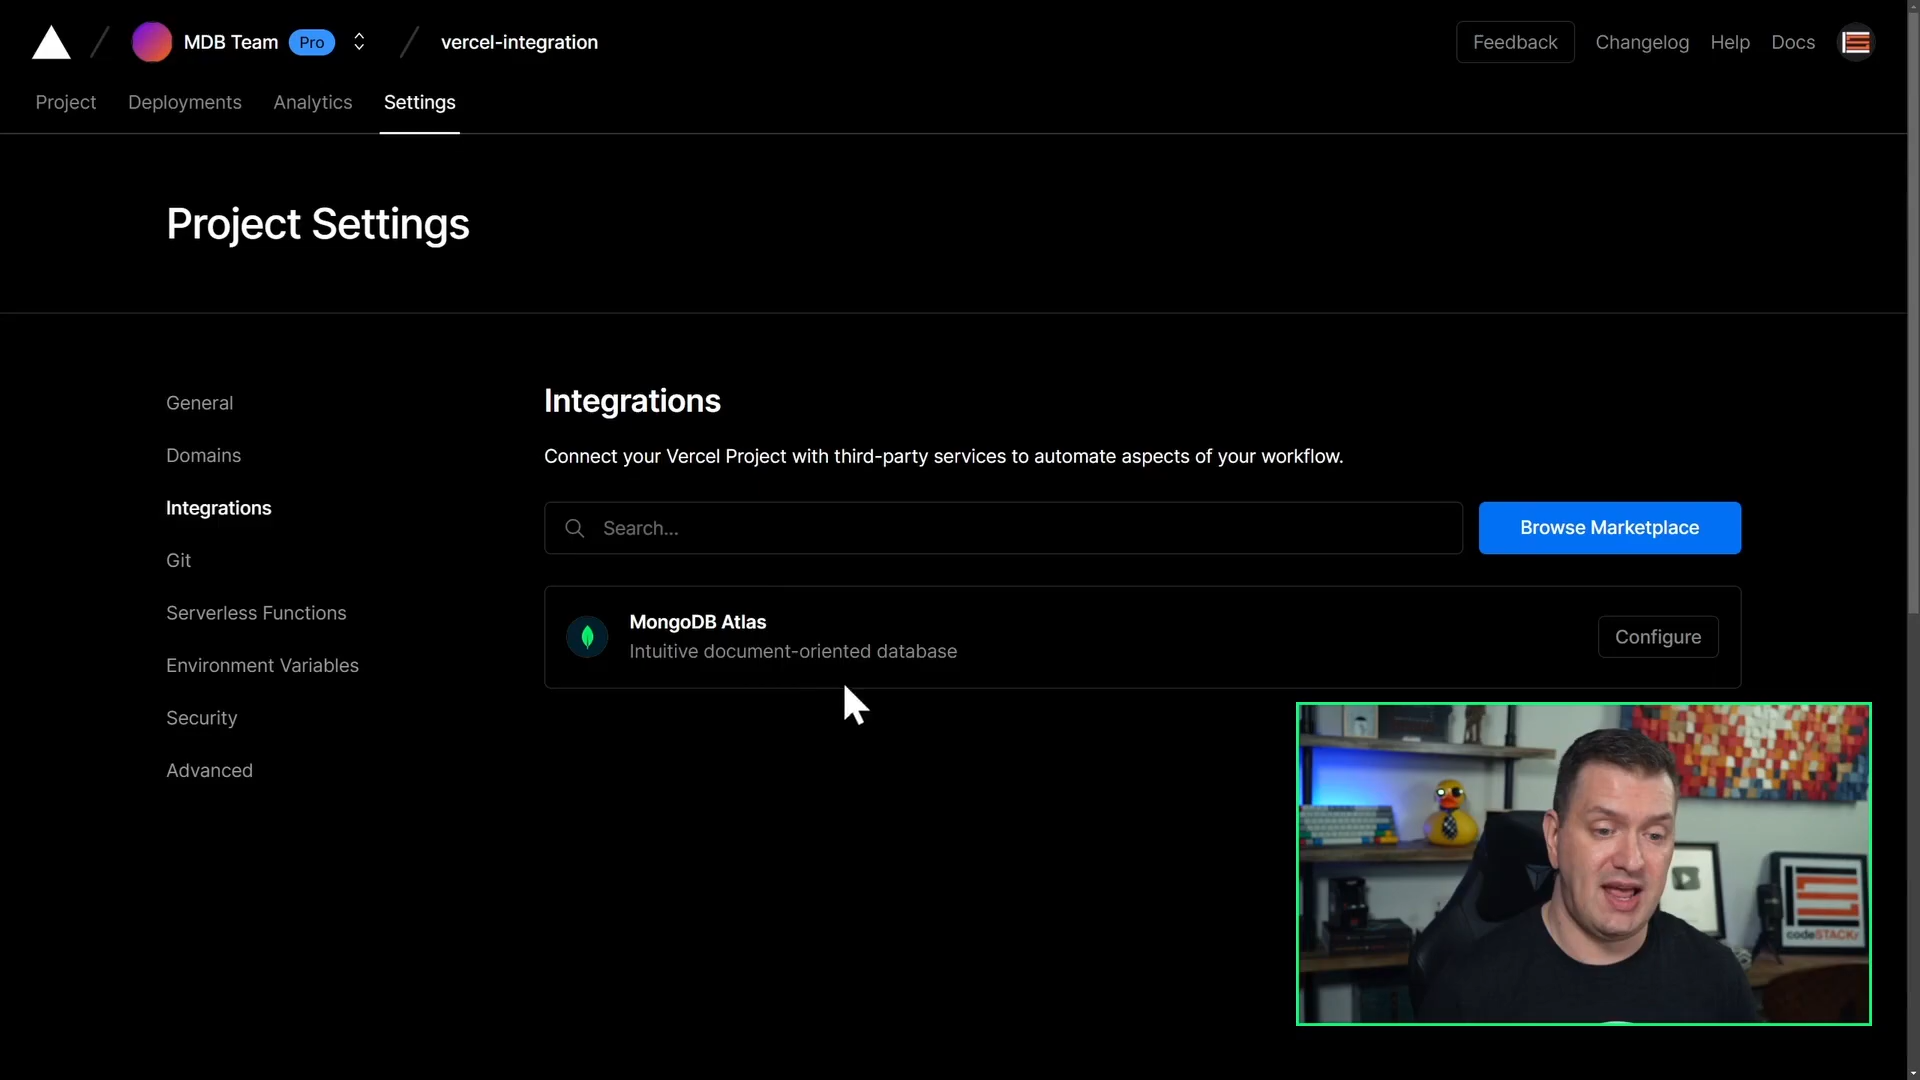 MDB Team Pro vercel-integration Feedback Changelog Help Docs
Project Deployments Analytics Settings
Project Settings
General
Domains
Integrations
Git
Serverless Functions
Environment Variables
Security
Advanced
Integrations
Connect your Vercel Project with third-party services to automate aspects of your workflow.
Search...
Browse Marketplace
MongoDB Atlas
Intuitive document-oriented database
Configure
codeSTACKr